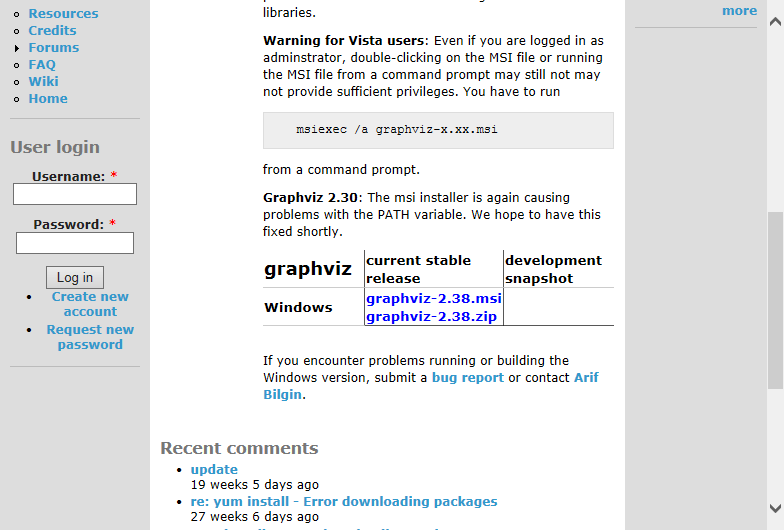 Resources
Credits
Forums
FAQ
Wiki
Home
User login
Username: *
Password: *
Log in
Create new
account
Request new
password
libraries.
Warning for Vista users: Even if you are logged in as
adminstrator, double-clicking on the MSI file or running
the MSI file from a command prompt may still not may
not provide sufficient privileges. You have to run
msiexec /a graphviz-x.xx.msi
from a command prompt.
Graphviz 2.30: The msi installer is again causing
problems with the PATH variable. We hope to have this
fixed shortly.
graphviz
current stable
release
development
snapshot
Windows
graphviz-2.38.msi
graphviz-2.38.zip
If you encounter problems running or building the
Windows version, submit a bug report or contact Arif
Bilgin.
Recent comments
update
19 weeks 5 days ago
re: yum install - Error downloading packages
27 weeks 6 days ago
more